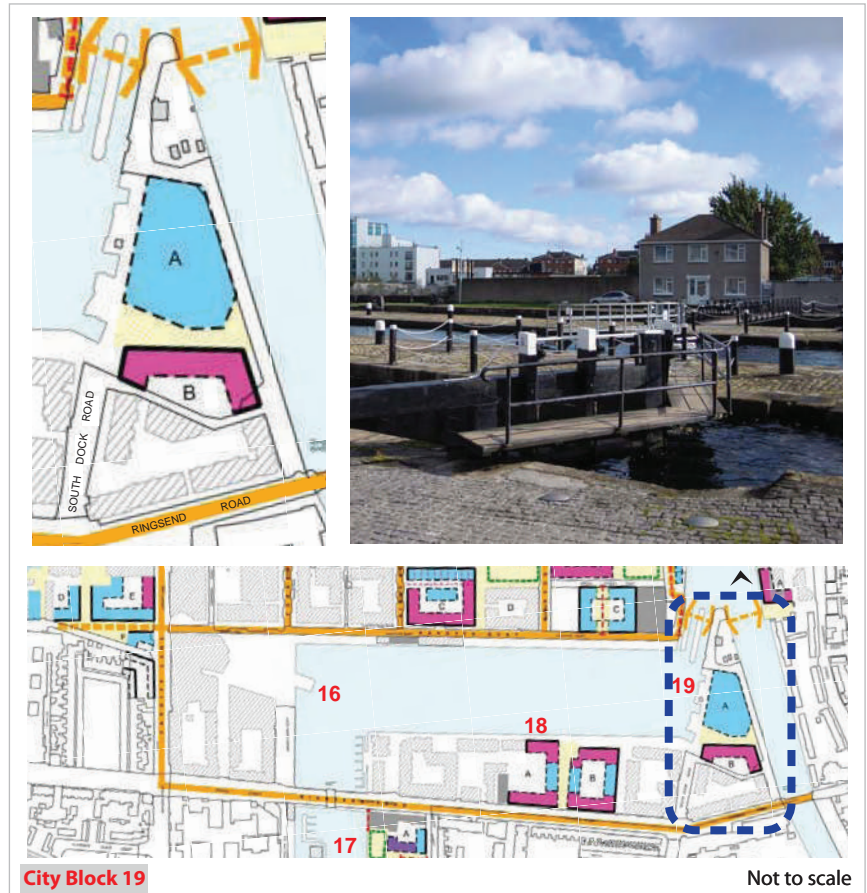 A
B
SOUTH DOCK ROAD
RINGSEND ROAD
D
E
F
C
D
C
A
16
19
A
18
B
A
B
17
A
City Block 19
Not to scale